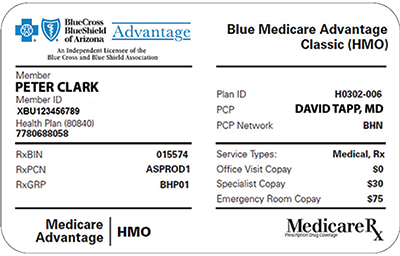 BlueCross
BlueShield
of Arizona
Advantage
An Independent Licensee of the
Blue Cross and Blue Shield Association
Member
PETER CLARK
Member ID
XBU123456789
Health Plan (80840)
7780688058
RxBIN 015574
RxPCN ASPROD1
RxGRP BHP01
Medicare
Advantage
HMO
Blue Medicare Advantage
Classic (HMO)
Plan ID H0302-006
PCP DAVID TAPP, MD
PCP Network BHN
Service Types: Medical, Rx
Office Visit Copay $0
Specialist Copay $30
Emergency Room Copay $75
MedicareRx
Prescription Drug Coverage